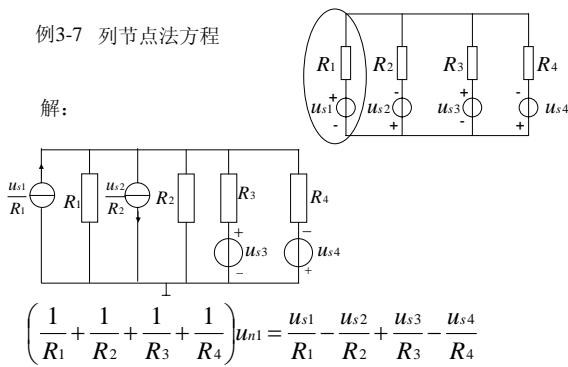 例3-7 列节点法方程
R1 R2 R3 R4
+ - + -
us1 us2 us3 us4
- + - +
解：
us1/R1 R1 us2/R2 R2 R3 R4
+ −
us3 us4
− +
(1/R1 + 1/R2 + 1/R3 + 1/R4)un1 = us1/R1 − us2/R2 + us3/R3 − us4/R4